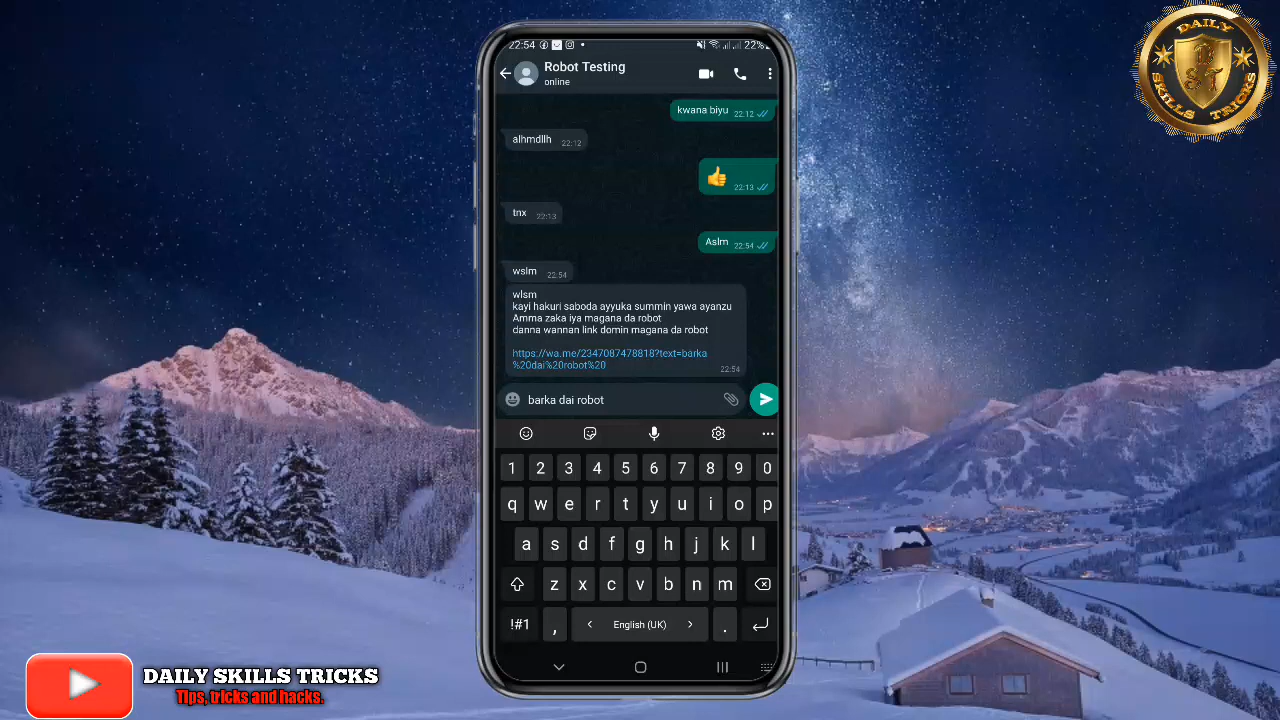 22:54
22%
Robot Testing
online
kwana biyu 22:12
alhmdllh 22:12
👍 22:13
tnx 22:13
Aslm 22:54
wslm 22:54
wlsm
kayi hakuri saboda ayyuka summin yawa ayanzu
Amma zaka iya magana da robot
danna wannan link domin magana da robot
https://wa.me/2347087478818?text=barka
%20dai%20robot%20
22:54
barka dai robot
1 2 3 4 5 6 7 8 9 0
q w e r t y u i o p
a s d f g h j k l
z x c v b n m
!#1 , < English (UK) > .
DAILY
DST
SKILLS TRICKS
DAILY SKILLS TRICKS
Tips, tricks and hacks.